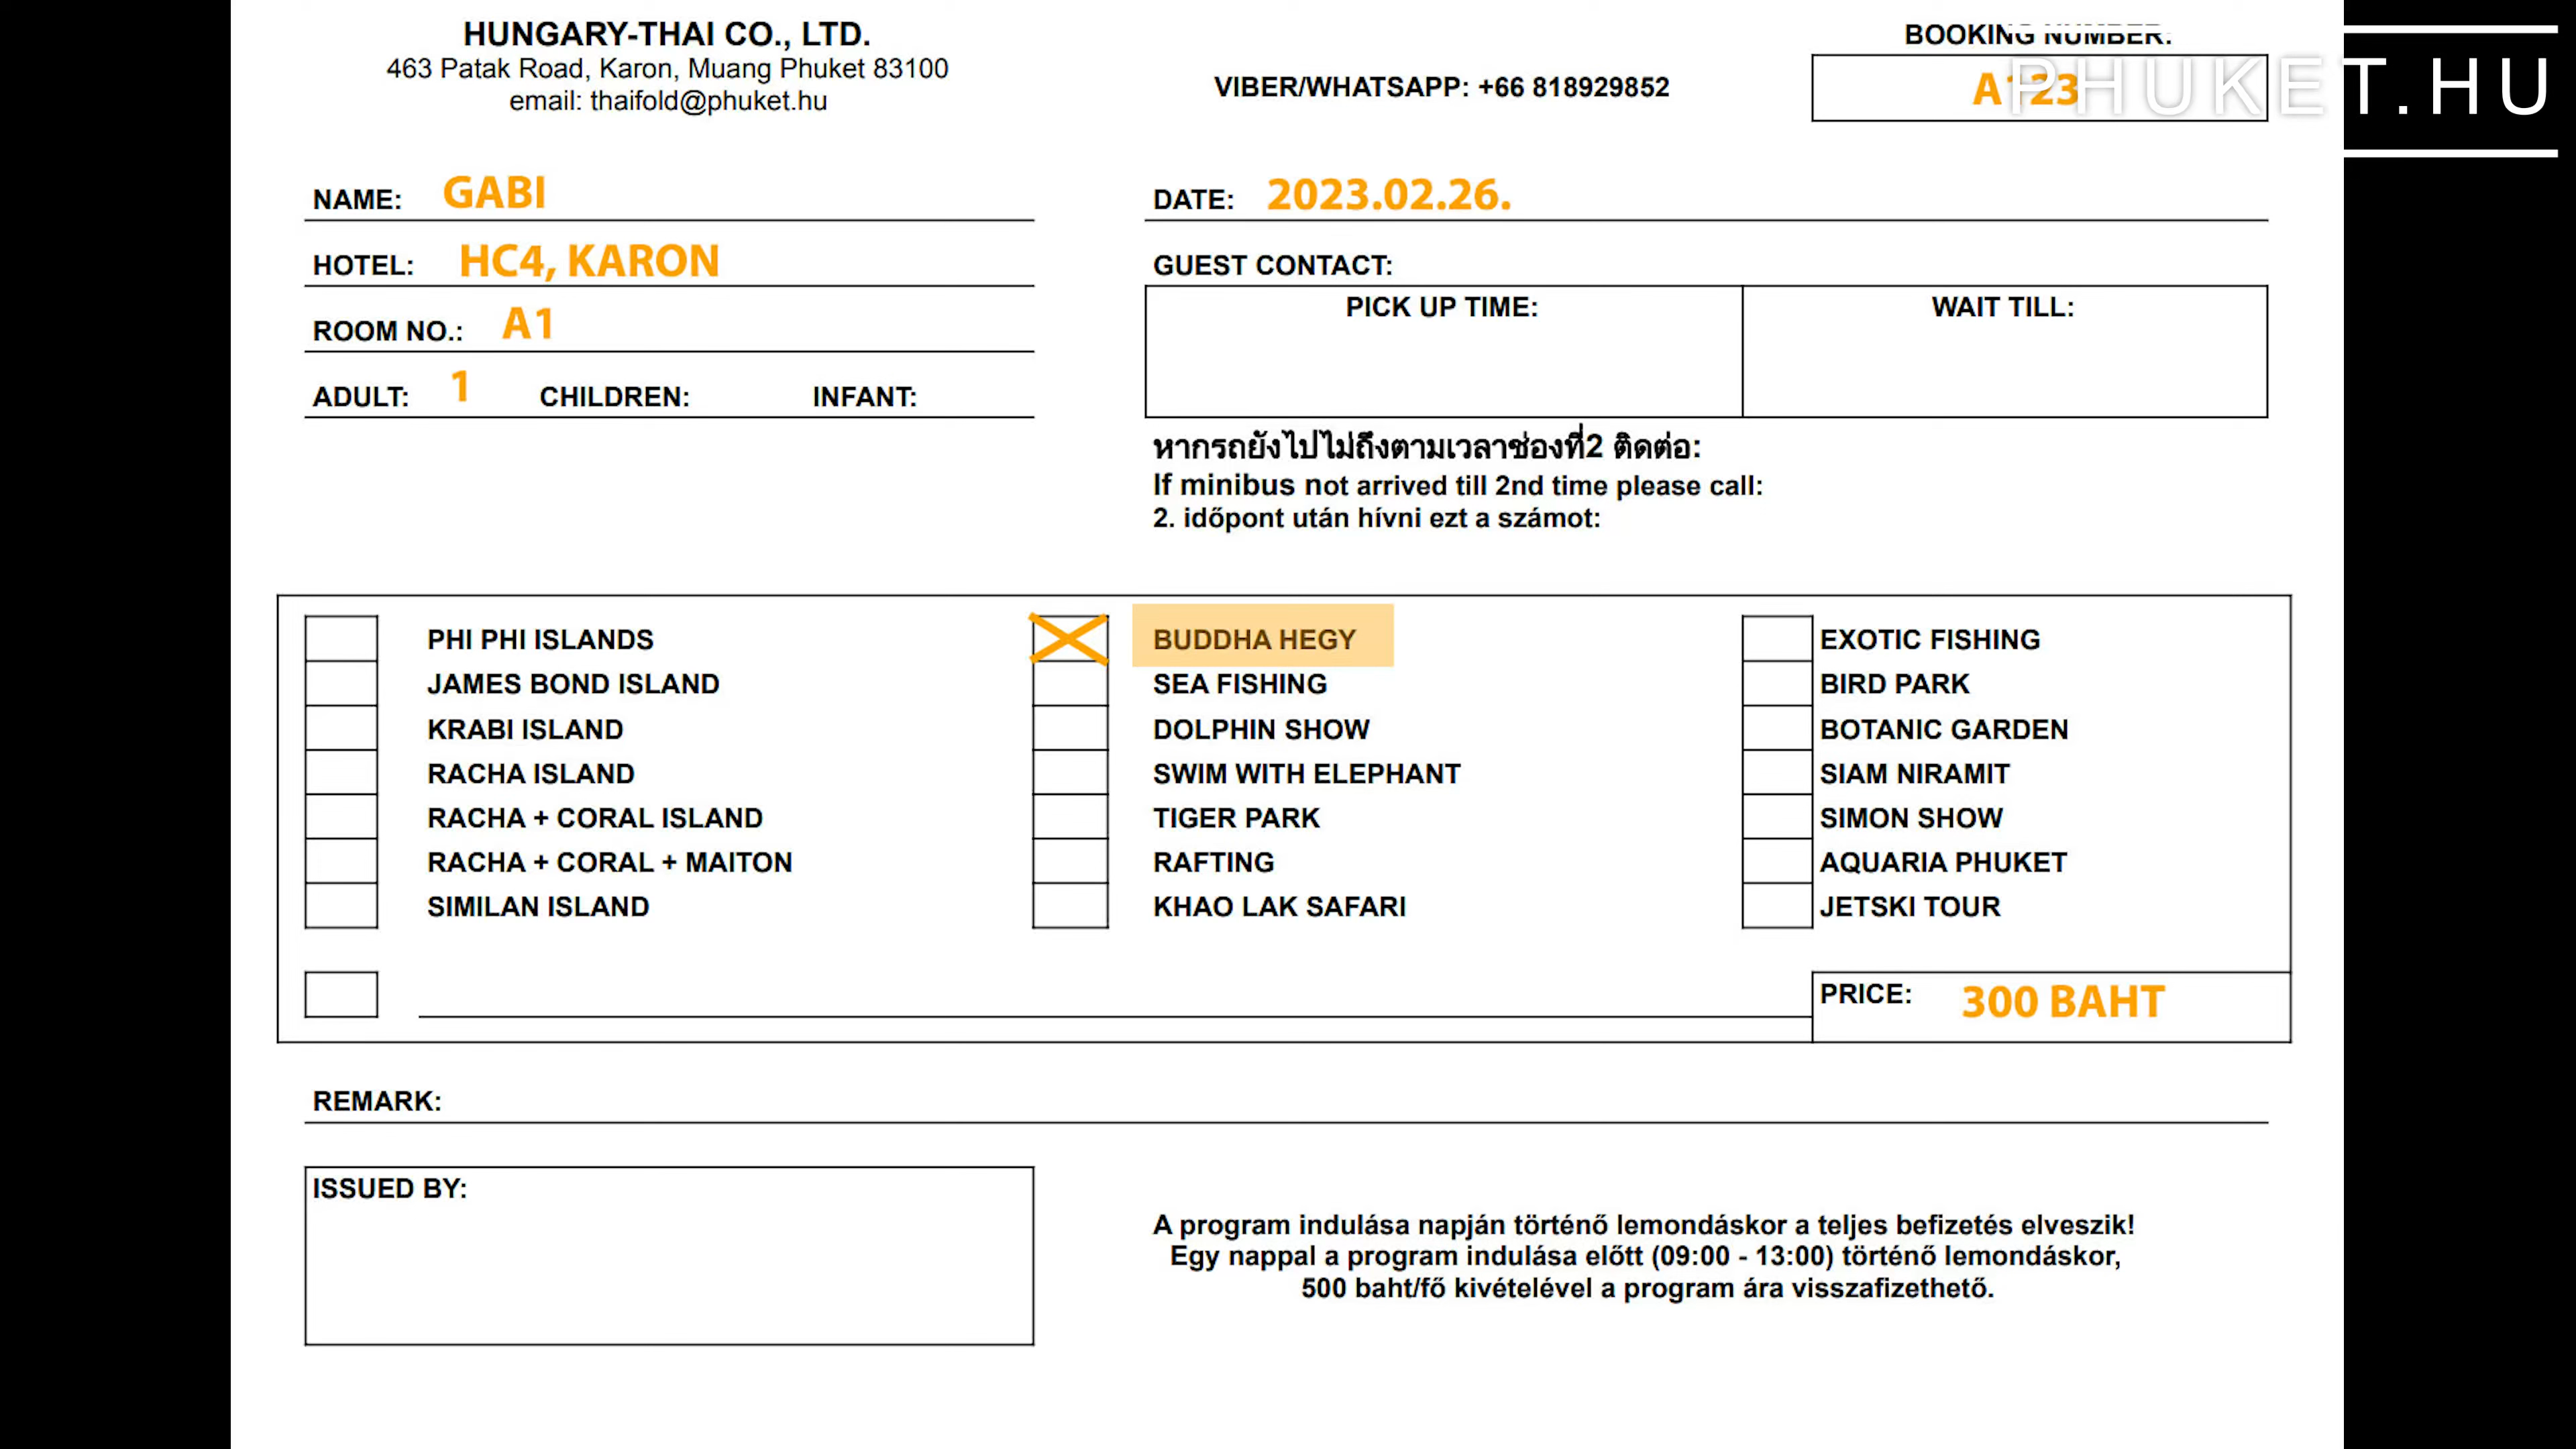 HUNGARY-THAI CO., LTD.
463 Patak Road, Karon, Muang Phuket 83100
email: thaifold@phuket.hu
VIBER/WHATSAPP: +66 818929852
BOOKING NUMBER:
A123
PHUKET.HU
NAME: GABI
DATE: 2023.02.26.
HOTEL: HC4, KARON
GUEST CONTACT:
ROOM NO.: A1
PICK UP TIME:
WAIT TILL:
ADULT: 1 CHILDREN: INFANT:
หากรถยังไปไม่ถึงตามเวลาช่องที่2 ติดต่อ:
If minibus not arrived till 2nd time please call:
2. időpont után hívni ezt a számot:
PHI PHI ISLANDS
JAMES BOND ISLAND
KRABI ISLAND
RACHA ISLAND
RACHA + CORAL ISLAND
RACHA + CORAL + MAITON
SIMILAN ISLAND
BUDDHA HEGY
SEA FISHING
DOLPHIN SHOW
SWIM WITH ELEPHANT
TIGER PARK
RAFTING
KHAO LAK SAFARI
EXOTIC FISHING
BIRD PARK
BOTANIC GARDEN
SIAM NIRAMIT
SIMON SHOW
AQUARIA PHUKET
JETSKI TOUR
PRICE: 300 BAHT
REMARK:
ISSUED BY:
A program indulása napján történő lemondáskor a teljes befizetés elveszik!
Egy nappal a program indulása előtt (09:00 - 13:00) történő lemondáskor,
500 baht/fő kivételével a program ára visszafizethető.